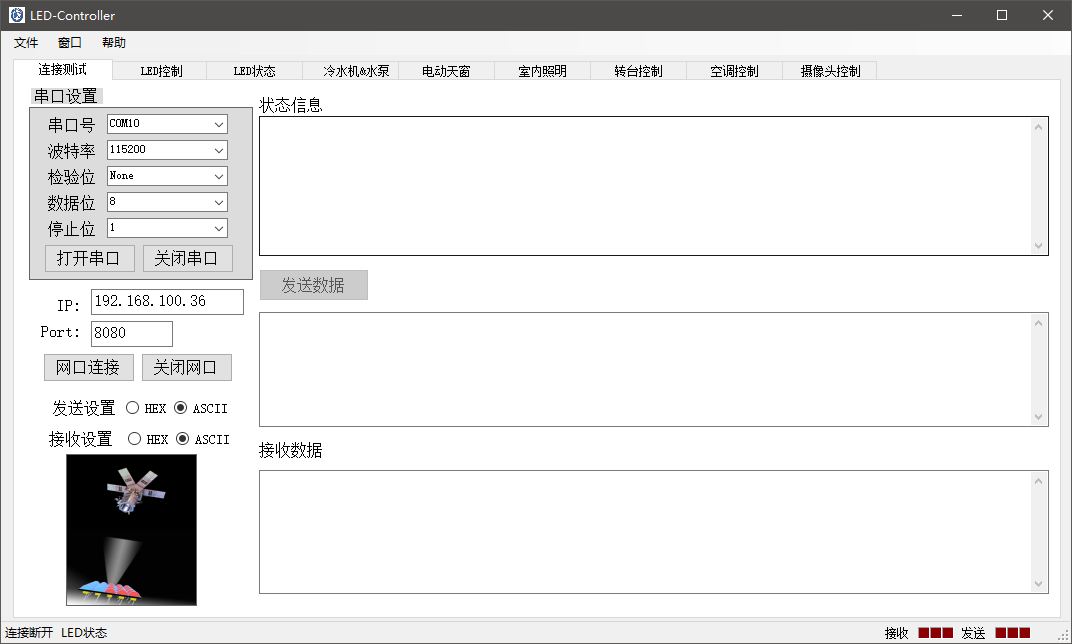 LED-Controller
文件 窗口 帮助
连接测试 LED控制 LED状态 冷水机&水泵 电动天窗 室内照明 转台控制 空调控制 摄像头控制
串口设置
串口号 COM10
波特率 115200
检验位 None
数据位 8
停止位 1
打开串口 关闭串口
IP: 192.168.100.36
Port: 8080
网口连接 关闭网口
发送设置 HEX ASCII
接收设置 HEX ASCII
状态信息
发送数据
接收数据
连接断开 LED状态 接收 发送